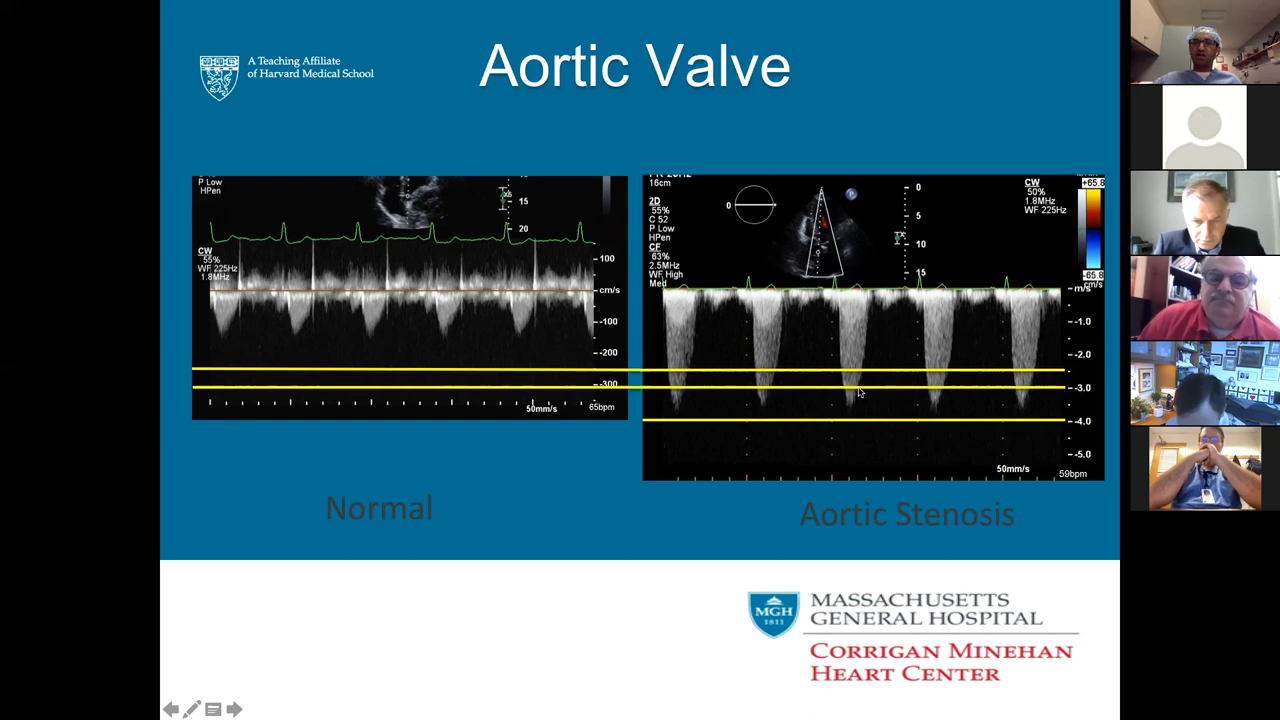 Aortic Valve
A Teaching Affiliate
of Harvard Medical School
P Low
HPen
15
20
CW
55%
WF 225Hz
1.8MHz
100
cm/s
-100
-200
-300
50mm/s
65bpm
16cm
2D
55%
C 52
P Low
HPen
CF
63%
2.5MHz
WF High
Med
0
P
0
5
10
15
CW
50%
1.8MHz
WF 225Hz
+65.8
-65.8
cm/s
m/s
-1.0
-2.0
-3.0
-4.0
-5.0
50mm/s
59bpm
Normal
Aortic Stenosis
MGH
1811
MASSACHUSETTS
GENERAL HOSPITAL
CORRIGAN MINEHAN
HEART CENTER